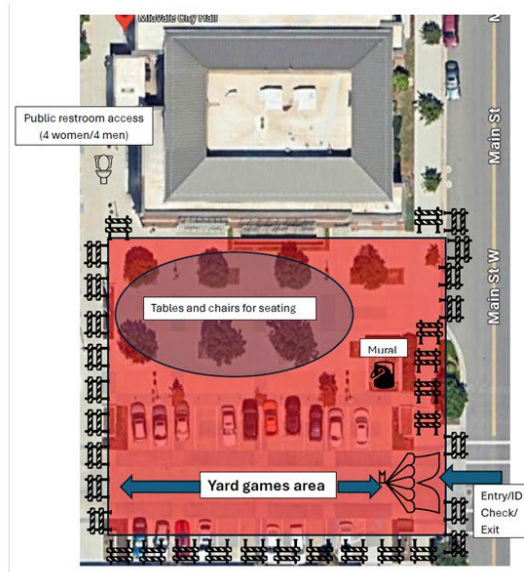 Midvale City Hall
Public restroom access
(4 women/4 men)
Main St
Main St W
Tables and chairs for seating
Mural
Yard games area
Entry/ID
Check/
Exit